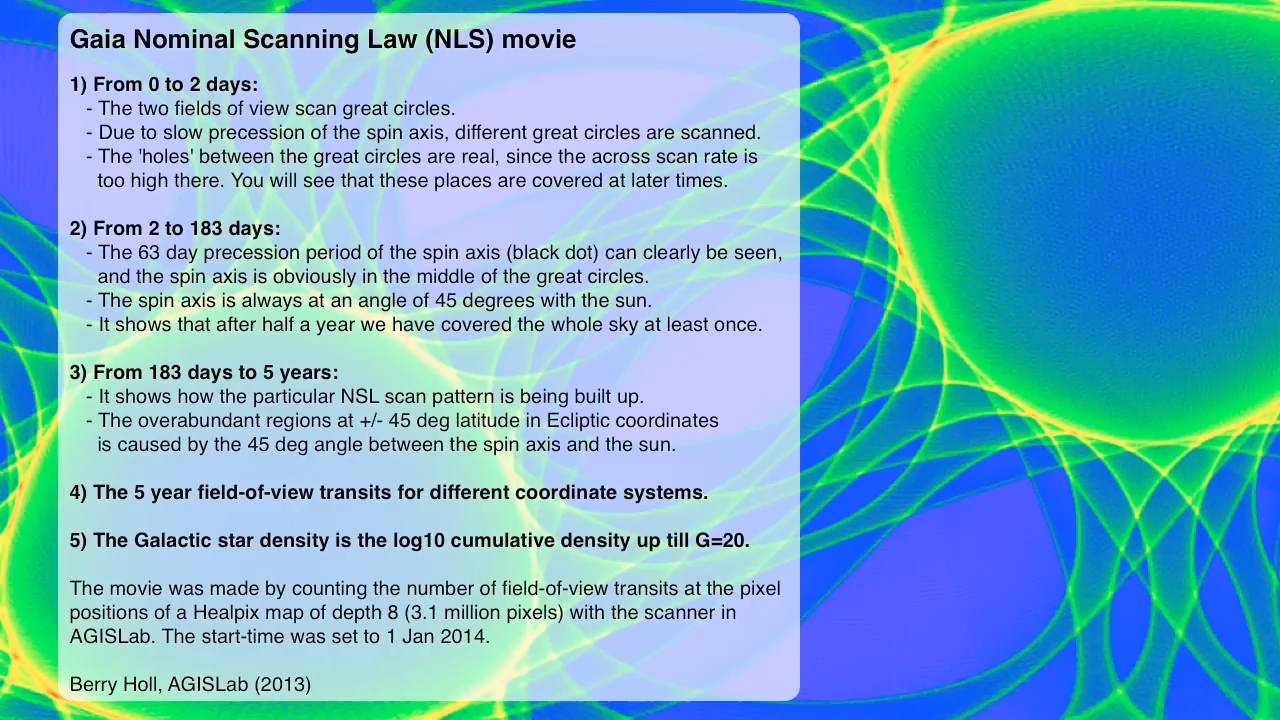 Gaia Nominal Scanning Law (NLS) movie
1) From 0 to 2 days:
- The two fields of view scan great circles.
- Due to slow precession of the spin axis, different great circles are scanned.
- The 'holes' between the great circles are real, since the across scan rate is
too high there. You will see that these places are covered at later times.
2) From 2 to 183 days:
- The 63 day precession period of the spin axis (black dot) can clearly be seen,
and the spin axis is obviously in the middle of the great circles.
- The spin axis is always at an angle of 45 degrees with the sun.
- It shows that after half a year we have covered the whole sky at least once.
3) From 183 days to 5 years:
- It shows how the particular NSL scan pattern is being built up.
- The overabundant regions at +/- 45 deg latitude in Ecliptic coordinates
is caused by the 45 deg angle between the spin axis and the sun.
4) The 5 year field-of-view transits for different coordinate systems.
5) The Galactic star density is the log10 cumulative density up till G=20.
The movie was made by counting the number of field-of-view transits at the pixel
positions of a Healpix map of depth 8 (3.1 million pixels) with the scanner in
AGISLab. The start-time was set to 1 Jan 2014.
Berry Holl, AGISLab (2013)